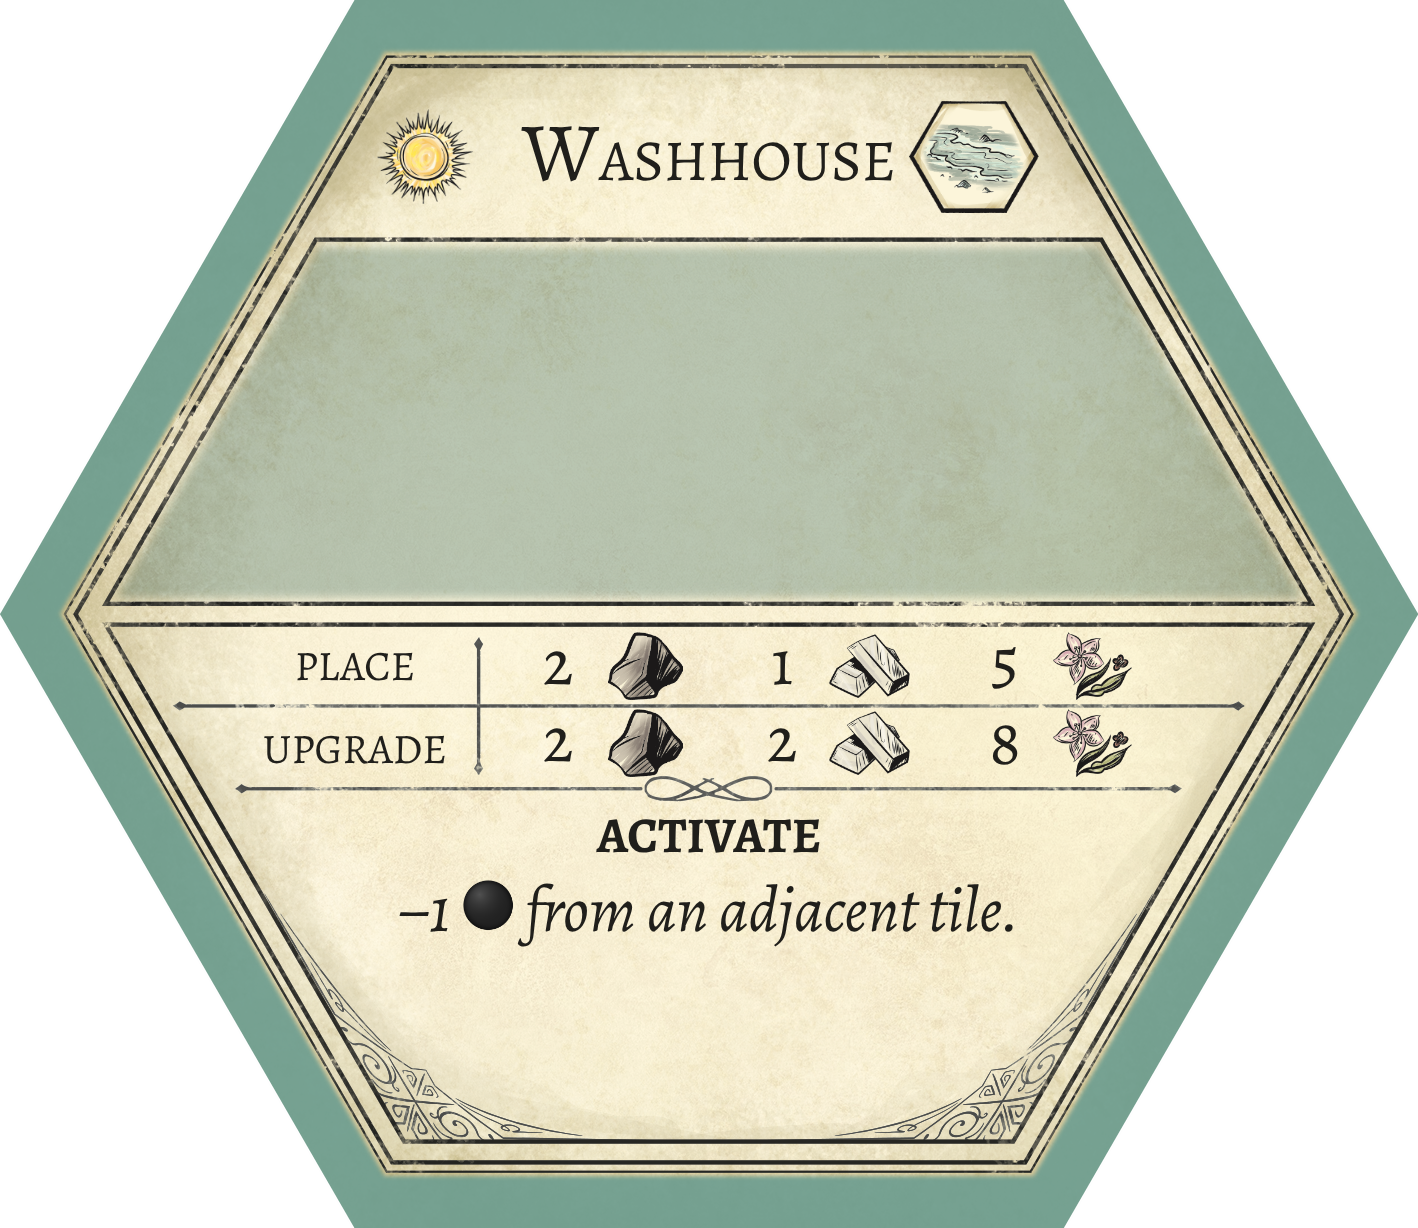 WASHHOUSE
PLACE 2 1 5
UPGRADE 2 2 8
ACTIVATE
–1 from an adjacent tile.